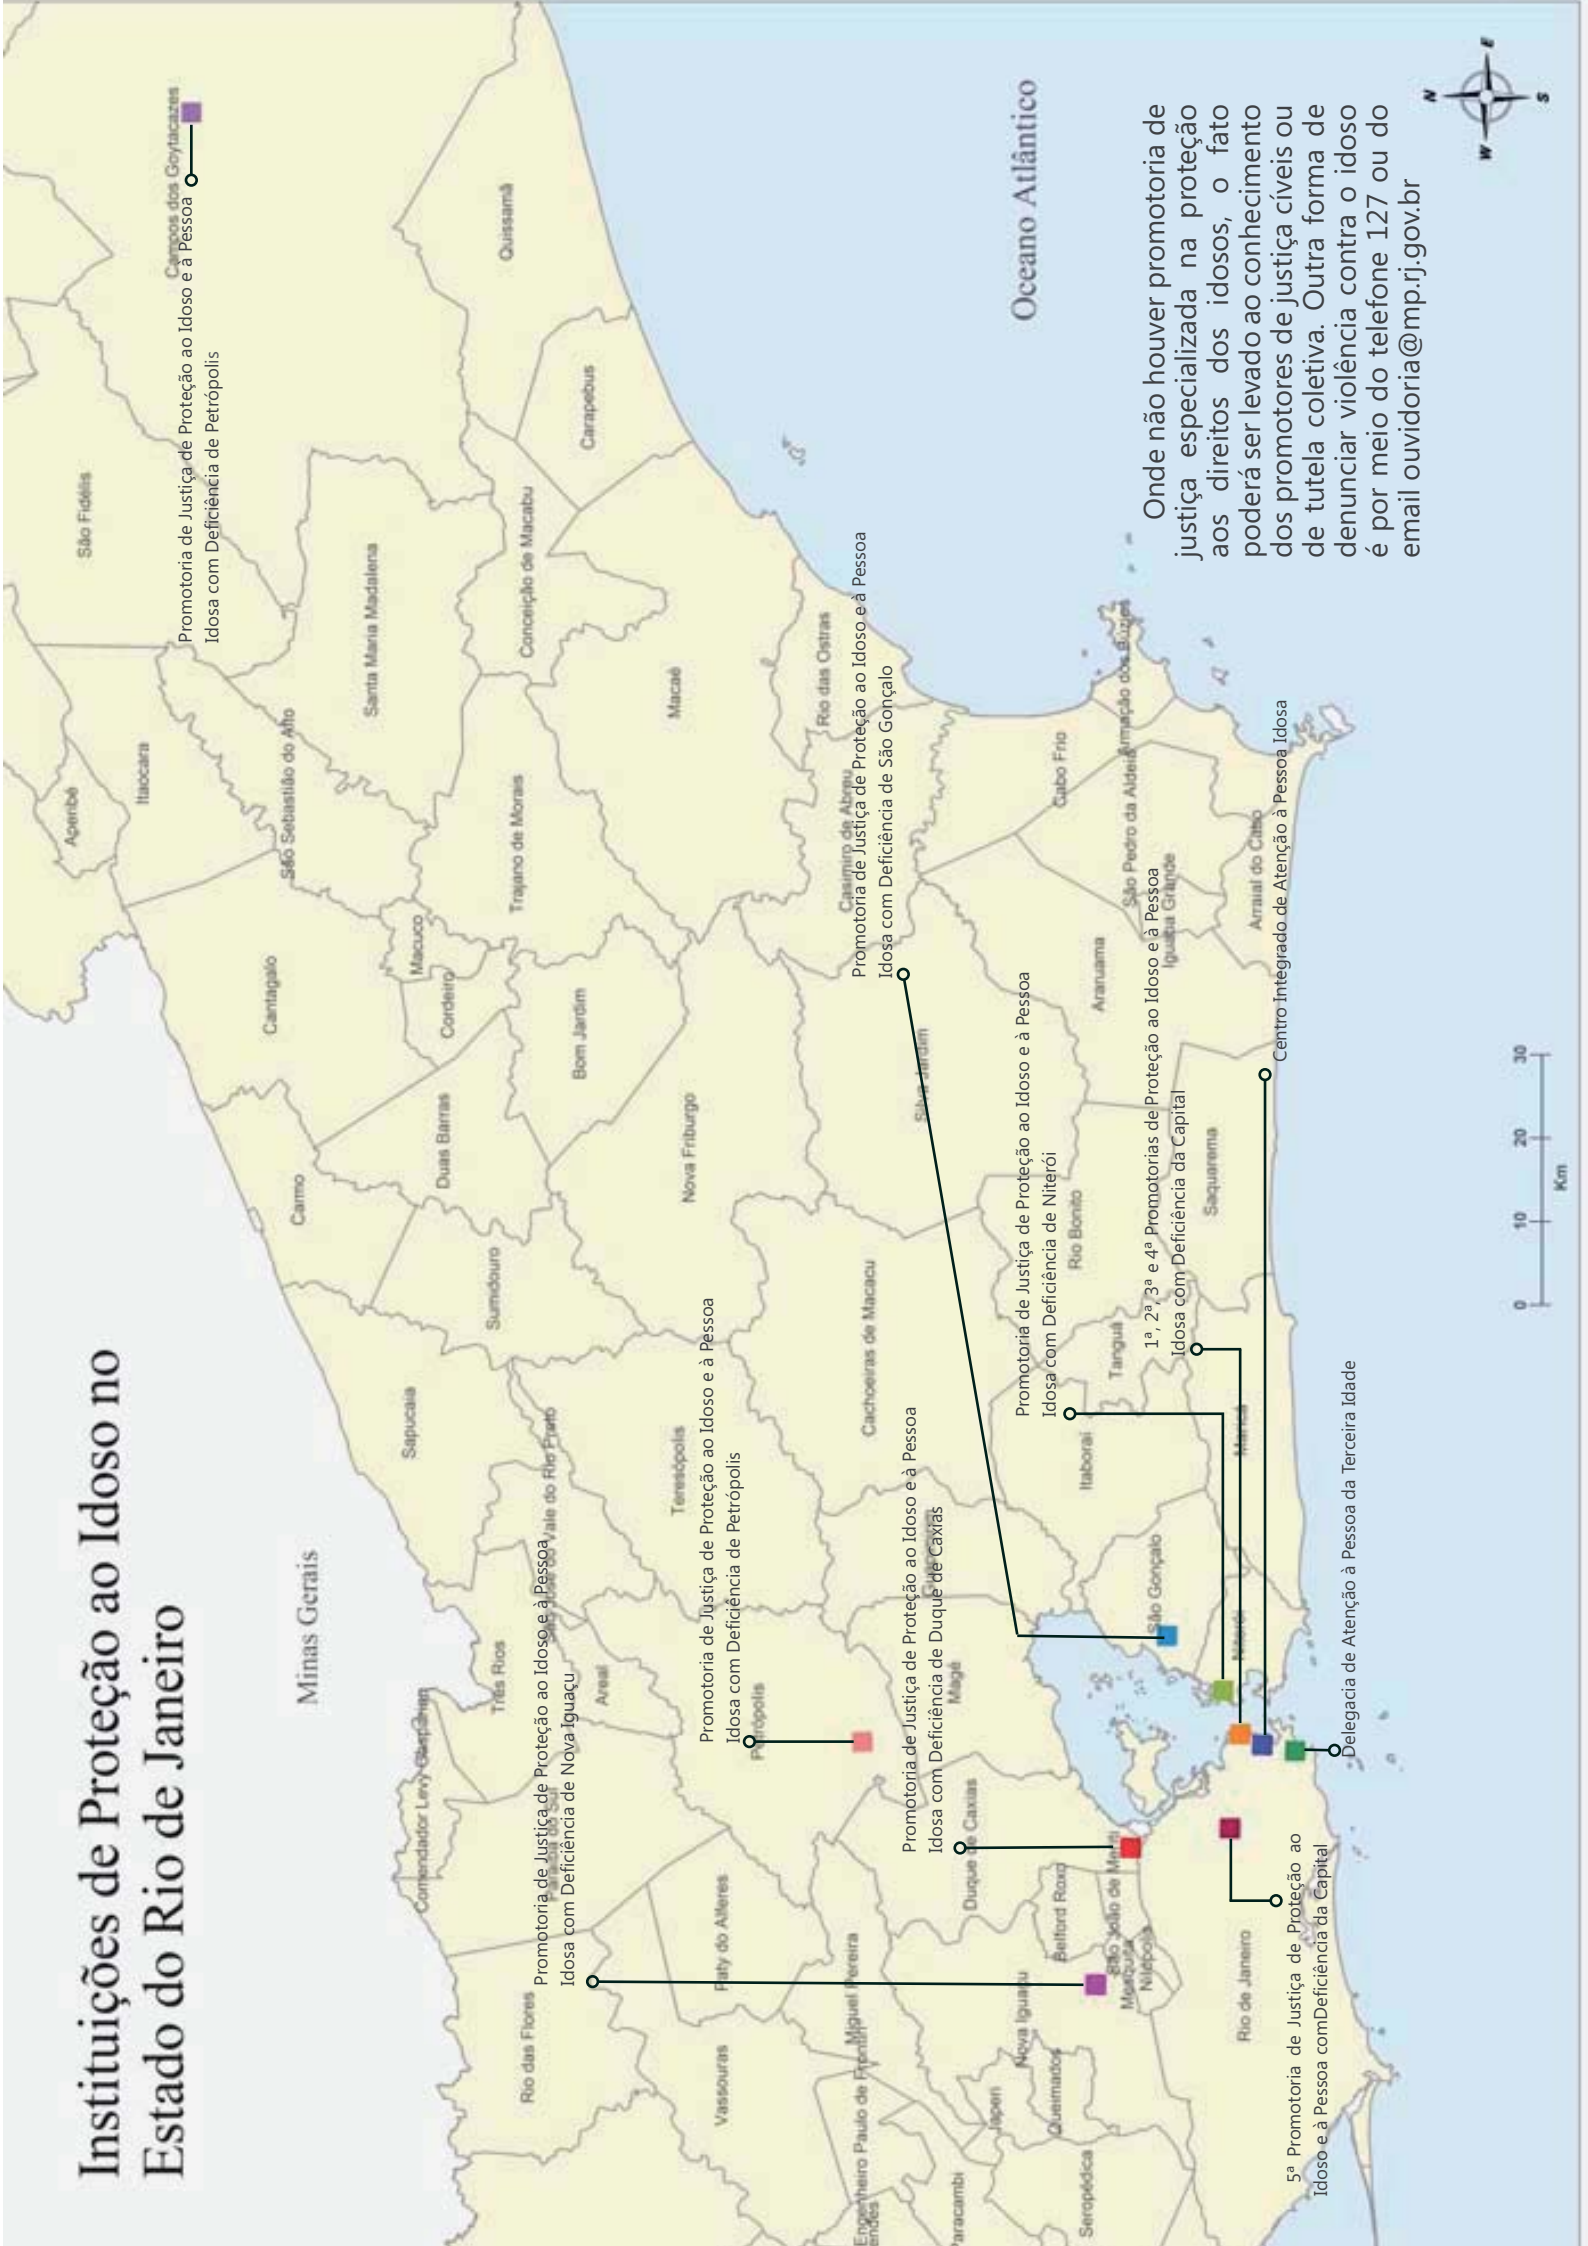 Instituições de Proteção ao Idoso no
Estado do Rio de Janeiro
Minas Gerais
Oceano Atlântico
Promotoria de Justiça de Proteção ao Idoso e à Pessoa
Idosa com Deficiência de Petrópolis
Promotoria de Justiça de Proteção ao Idoso e à Pessoa
Idosa com Deficiência de Nova Iguaçu
Promotoria de Justiça de Proteção ao Idoso e à Pessoa
Idosa com Deficiência de Petrópolis
Promotoria de Justiça de Proteção ao Idoso e à Pessoa
Idosa com Deficiência de Duque de Caxias
Promotoria de Justiça de Proteção ao Idoso e à Pessoa
Idosa com Deficiência de São Gonçalo
Promotoria de Justiça de Proteção ao Idoso e à Pessoa
Idosa com Deficiência de Niterói
1ª, 2ª, 3ª e 4ª Promotorias de Proteção ao Idoso e à Pessoa
Idosa com Deficiência da Capital
Centro Integrado de Atenção à Pessoa Idosa
Delegacia de Atenção à Pessoa da Terceira Idade
5ª Promotoria de Justiça de Proteção ao
Idoso e à Pessoa comDeficiência da Capital
Onde não houver promotoria de
justiça especializada na proteção
aos direitos dos idosos, o fato
poderá ser levado ao conhecimento
dos promotores de justiça cíveis ou
de tutela coletiva. Outra forma de
denunciar violência contra o idoso
é por meio do telefone 127 ou do
email ouvidoria@mp.rj.gov.br
Campos dos Goytacazes
São Fidélis
Aperibé
Itaocara
São Sebastião do Alto
Santa Maria Madalena
Quissamã
Carapebus
Conceição de Macabu
Macaé
Trajano de Morais
Cantagalo
Macuco
Cordeiro
Carmo
Duas Barras
Bom Jardim
Sumidouro
Nova Friburgo
Sapucaia
São José do Vale do Rio Preto
Teresópolis
Três Rios
Areal
Comendador Levy Gasparian
Paraíba do Sul
Petrópolis
Rio das Flores
Paty do Alferes
Vassouras
Miguel Pereira
Engenheiro Paulo de Frontin
endes
Paracambi
Japeri
Queimados
Seropédica
Nova Iguaçu
Belford Roxo
Duque de Caxias
São João de Meriti
Mesquita
Nilópolis
Rio de Janeiro
Magé
Guapimirim
Cachoeiras de Macacu
São Gonçalo
Niterói
Itaboraí
Maricá
Tanguá
Rio Bonito
Saquarema
Silva Jardim
Araruama
Casimiro de Abreu
Rio das Ostras
Cabo Frio
Armação dos Búzios
São Pedro da Aldeia
Iguaba Grande
Arraial do Cabo
0 10 20 30
Km
N
W E
S